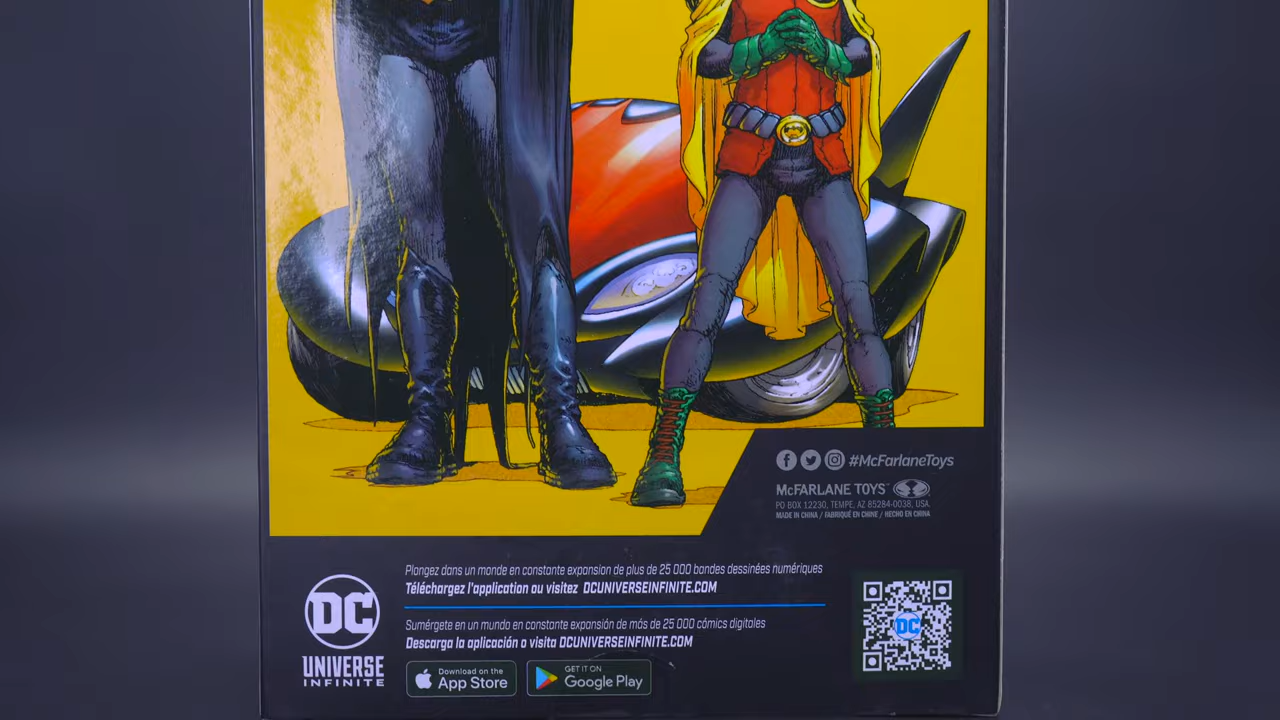 #McFarlaneToys
McFARLANE TOYS™
PO BOX 12230, TEMPE, AZ 85284-0038, USA.
MADE IN CHINA / FABRIQUÉ EN CHINE / HECHO EN CHINA
Plongez dans un monde en constante expansion de plus de 25 000 bandes dessinées numériques
Téléchargez l'application ou visitez DCUNIVERSEINFINITE.COM
Sumérgete en un mundo en constante expansión de más de 25 000 cómics digitales
Descarga la aplicación o visita DCUNIVERSEINFINITE.COM
DC
UNIVERSE
INFINITE
Download on the
App Store
GET IT ON
Google Play
DC